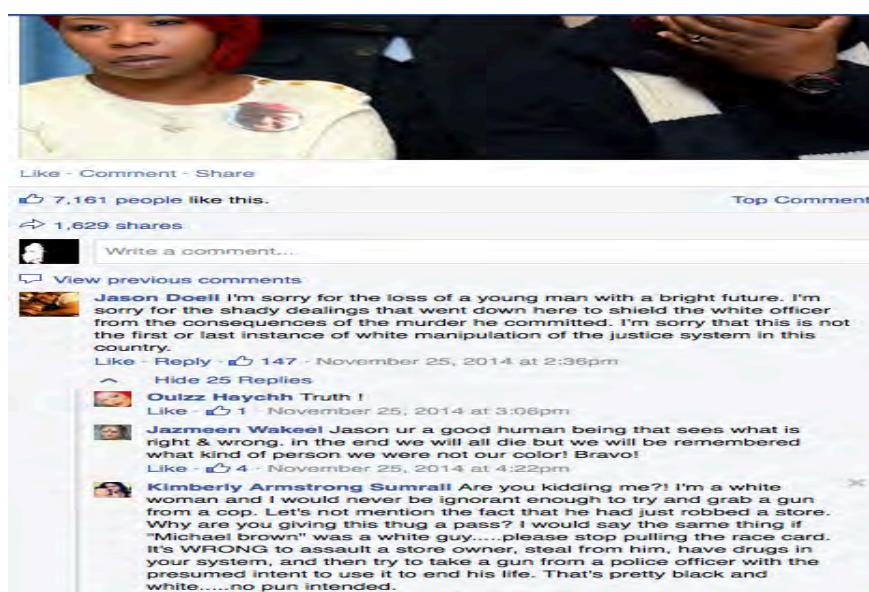 Like · Comment · Share
7,161 people like this.
Top Comment
1,629 shares
Write a comment...
View previous comments
Jason Doell I'm sorry for the loss of a young man with a bright future. I'm
sorry for the shady dealings that went down here to shield the white officer
from the consequences of the murder he committed. I'm sorry that this is not
the first or last instance of white manipulation of the justice system in this
country.
Like · Reply · 147 · November 25, 2014 at 2:36pm
Hide 25 Replies
Ouizz Haychh Truth !
Like · 1 · November 25, 2014 at 3:06pm
Jazmeen Wakeel Jason ur a good human being that sees what is
right & wrong. in the end we will all die but we will be remembered
what kind of person we were not our color! Bravo!
Like · 4 · November 25, 2014 at 4:22pm
Kimberly Armstrong Sumrall Are you kidding me?! I'm a white
woman and I would never be ignorant enough to try and grab a gun
from a cop. Let's not mention the fact that he had just robbed a store.
Why are you giving this thug a pass? I would say the same thing if
"Michael brown" was a white guy.....please stop pulling the race card.
It's WRONG to assault a store owner, steal from him, have drugs in
your system, and then try to take a gun from a police officer with the
presumed intent to use it to end his life. That's pretty black and
white.....no pun intended.